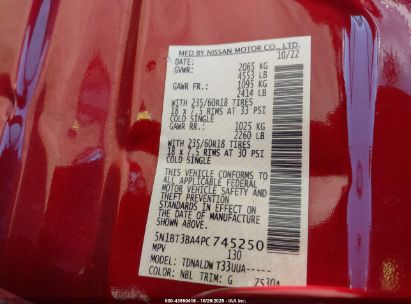 MFD BY NISSAN MOTOR CO., LTD.
DATE: 10/22
GVWR: 2065 KG
4553 LB
GAWR FR: 1095 KG
2414 LB
WITH 235/60R18 TIRES
18 x 7.5 RIMS AT 33 PSI
COLD SINGLE
GAWR RR: 1025 KG
2260 LB
WITH 235/60R18 TIRES
18 x 7.5 RIMS AT 30 PSI
COLD SINGLE
THIS VEHICLE CONFORMS TO
ALL APPLICABLE FEDERAL
MOTOR VEHICLE SAFETY AND
THEFT PREVENTION
STANDARDS IN EFFECT ON
THE DATE OF MANUFACTURE
SHOWN ABOVE.
5N1BT3BA4PC745250
MPV 130
MODEL: TDNALDWT33UUA-----
COLOR: NBL TRIM: G 7530A